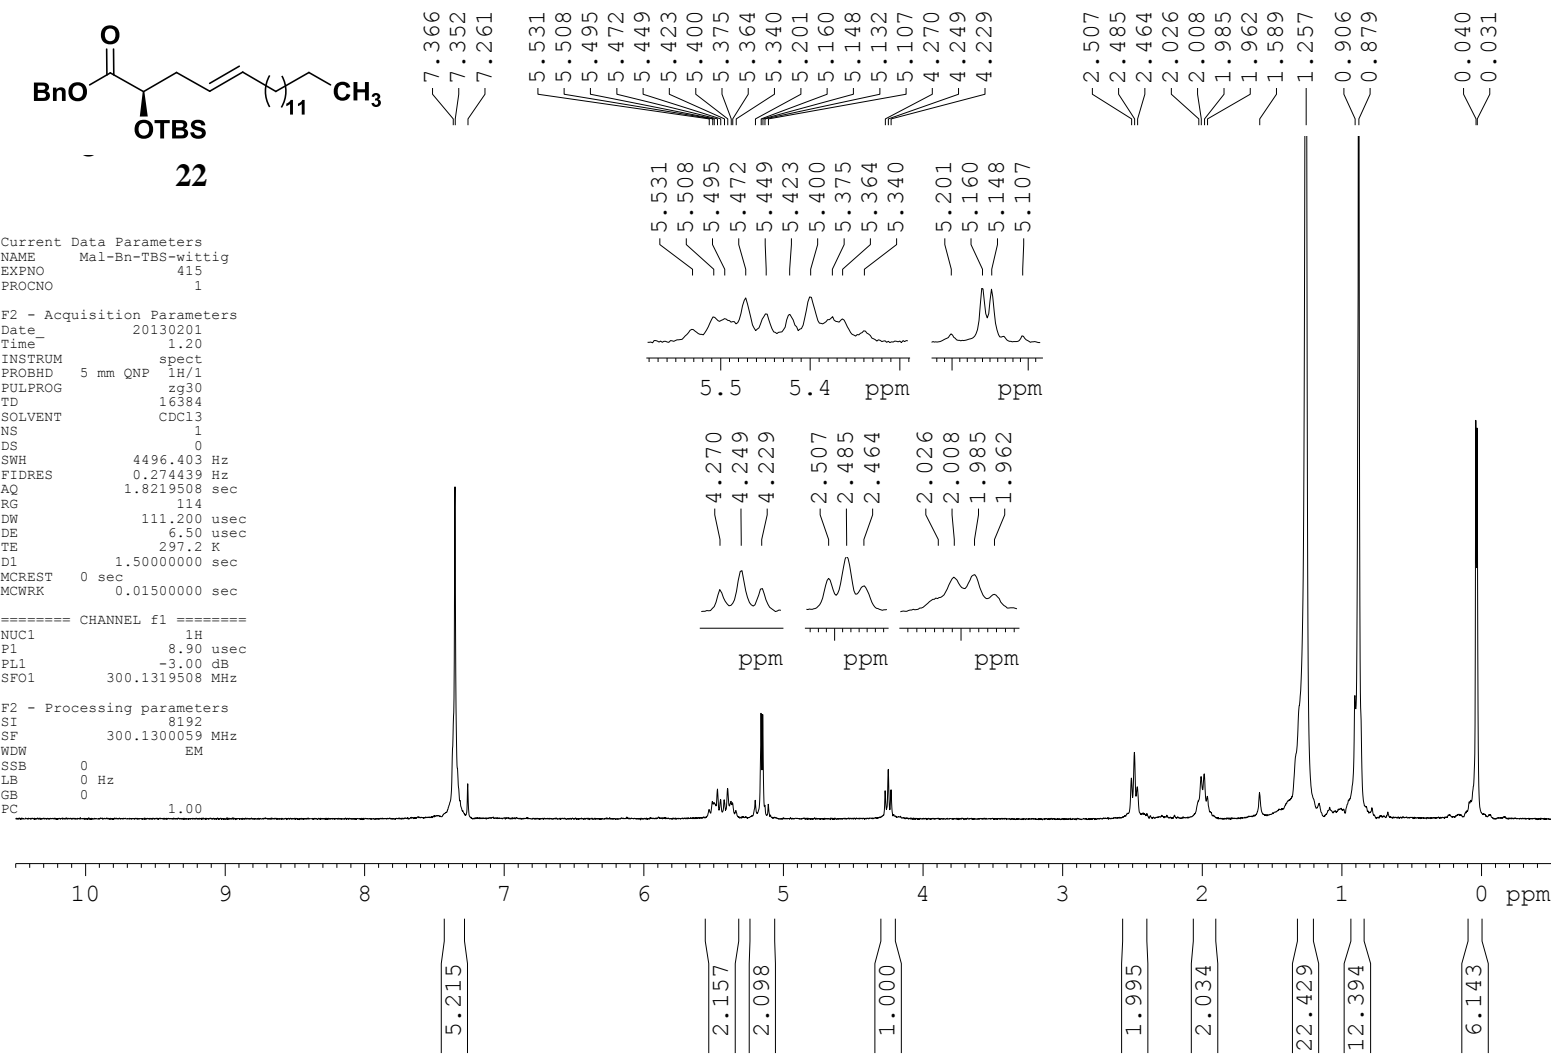 O
BnO
OTBS
( )11
CH3
22
7.366
7.352
7.261
5.531
5.508
5.495
5.472
5.449
5.423
5.400
5.375
5.364
5.340
5.201
5.160
5.148
5.132
5.107
4.270
4.249
4.229
2.507
2.485
2.464
2.026
2.008
1.985
1.962
1.589
1.257
0.906
0.879
0.040
0.031
Current Data Parameters
NAME Mal-Bn-TBS-wittig
EXPNO 415
PROCNO 1
F2 - Acquisition Parameters
Date_ 20130201
Time 1.20
INSTRUM spect
PROBHD 5 mm QNP 1H/1
PULPROG zg30
TD 16384
SOLVENT CDCl3
NS 1
DS 0
SWH 4496.403 Hz
FIDRES 0.274439 Hz
AQ 1.8219508 sec
RG 114
DW 111.200 usec
DE 6.50 usec
TE 297.2 K
D1 1.50000000 sec
MCREST 0 sec
MCWRK 0.01500000 sec
======== CHANNEL f1 ========
NUC1 1H
P1 8.90 usec
PL1 -3.00 dB
SFO1 300.1319508 MHz
F2 - Processing parameters
SI 8192
SF 300.1300059 MHz
WDW EM
SSB 0
LB 0 Hz
GB 0
PC 1.00
5.531
5.508
5.495
5.472
5.449
5.423
5.400
5.375
5.364
5.340
5.201
5.160
5.148
5.107
5.5 5.4 ppm
ppm
4.270
4.249
4.229
2.507
2.485
2.464
2.026
2.008
1.985
1.962
ppm
ppm
ppm
10 9 8 7 6 5 4 3 2 1 0 ppm
5.215
2.157
2.098
1.000
1.995
2.034
22.429
12.394
6.143